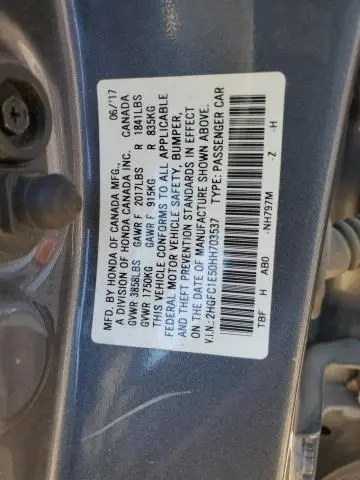 MFD. BY HONDA OF CANADA MFG. 06/'17
A DIVISION OF HONDA CANADA INC., CANADA
GVWR 3858LBS GAWR F 2017LBS R 1841LBS
GVWR 1750KG GAWR F 915KG R 835KG
THIS VEHICLE CONFORMS TO ALL APPLICABLE
FEDERAL MOTOR VEHICLE SAFETY, BUMPER,
AND THEFT PREVENTION STANDARDS IN EFFECT
ON THE DATE OF MANUFACTURE SHOWN ABOVE.
V.I.N.: 2HGFC1E50HH703537 TYPE: PASSENGER CAR
TBF H AB0 -NH797M -Z -H